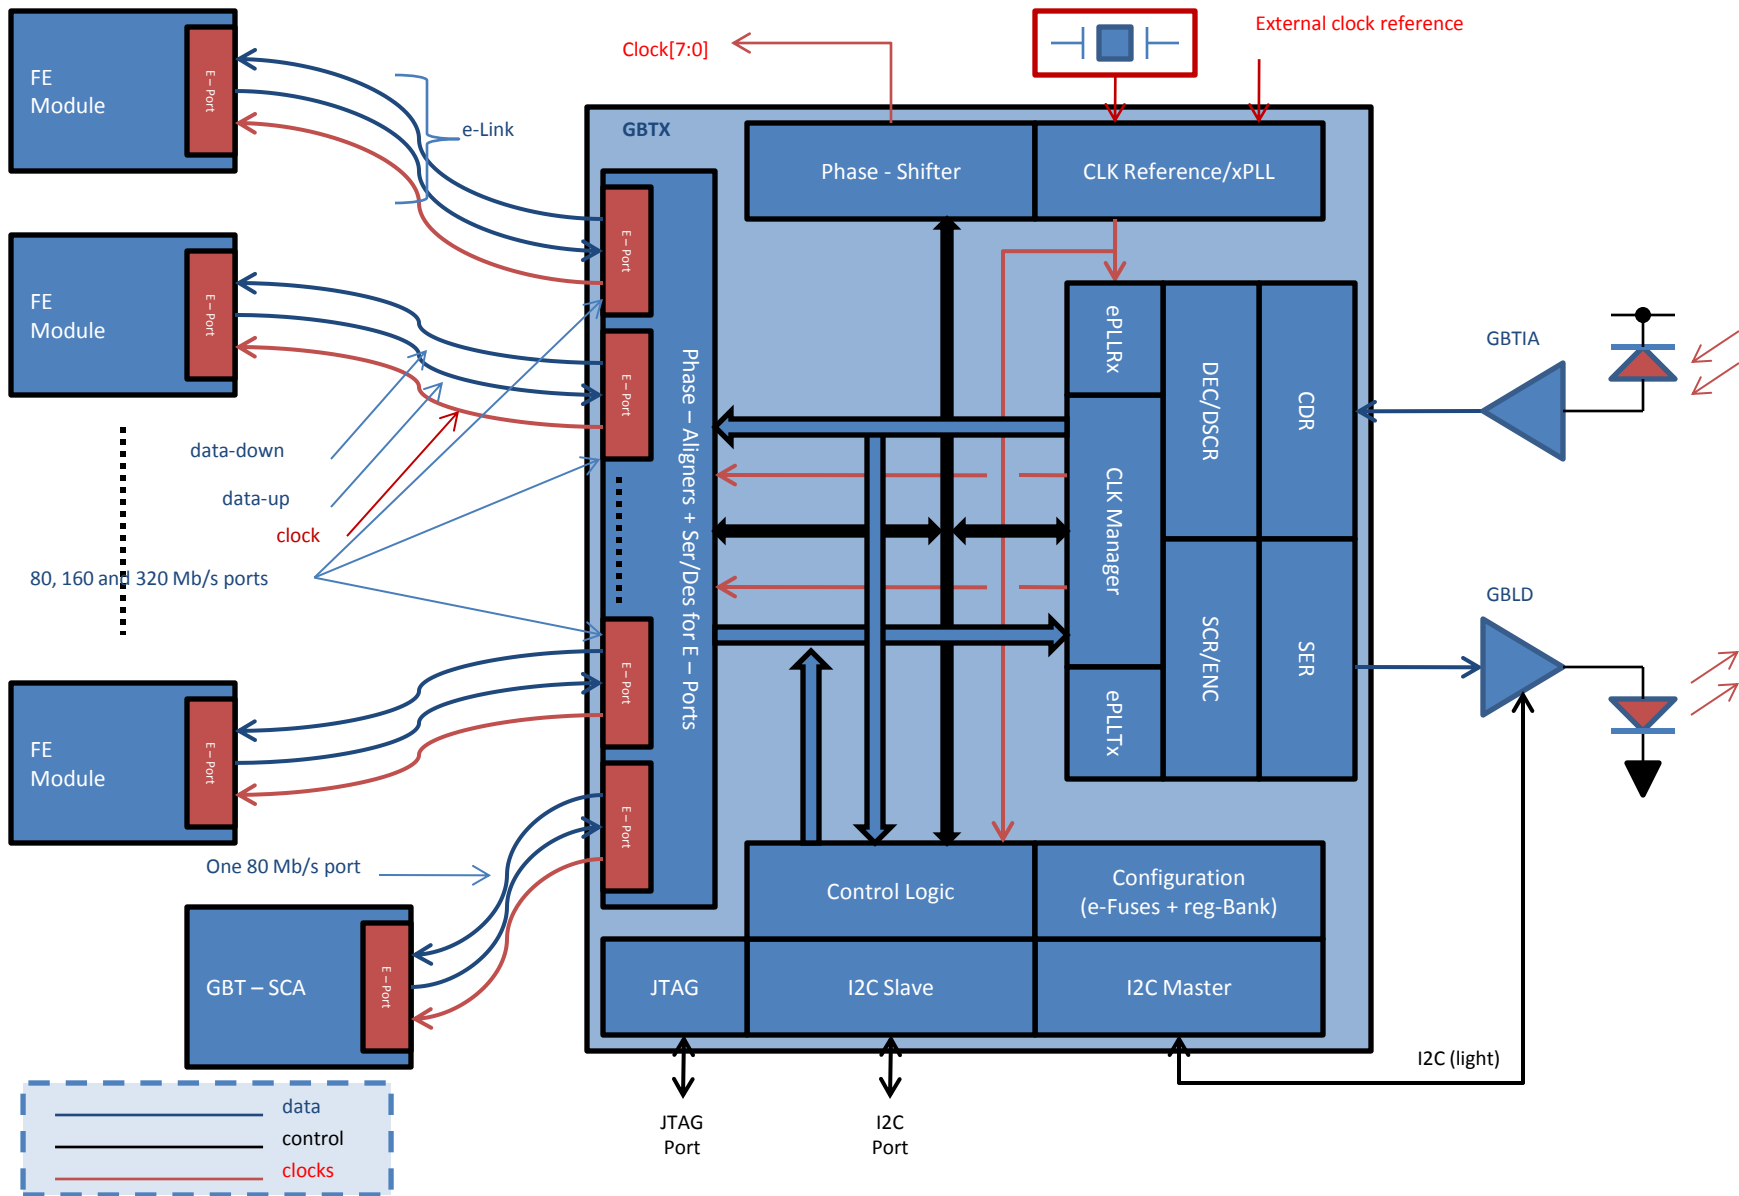 External clock reference
Clock[7:0]
FE
Module
E – Port
e-Link
GBTX
Phase - Shifter
CLK Reference/xPLL
E – Port
FE
Module
E – Port
E – Port
Phase – Aligners + Ser/Des for E – Ports
ePLLRx
CLK Manager
ePLLTx
DEC/DSCR
CDR
SCR/ENC
SER
GBTIA
GBLD
data-down
data-up
clock
80, 160 and 320 Mb/s ports
FE
Module
E – Port
E – Port
E – Port
One 80 Mb/s port
Control Logic
Configuration
(e-Fuses + reg-Bank)
GBT – SCA
E – Port
JTAG
I2C Slave
I2C Master
I2C (light)
JTAG
Port
I2C
Port
data
control
clocks